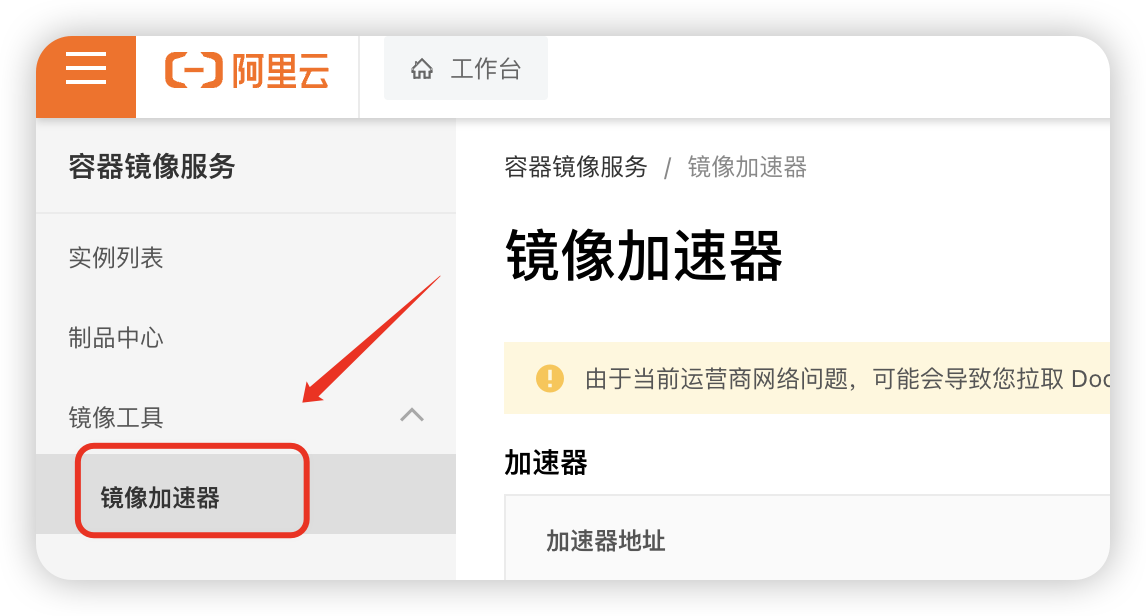 阿里云
工作台
容器镜像服务
实例列表
制品中心
镜像工具
镜像加速器
容器镜像服务 / 镜像加速器
镜像加速器
由于当前运营商网络问题，可能会导致您拉取 Doc
加速器
加速器地址